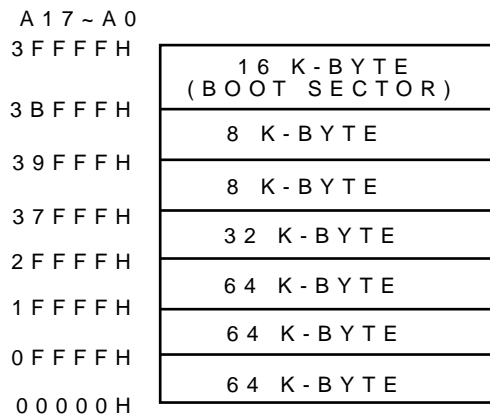 A17~A0
3FFFFH
16 K-BYTE
(BOOT SECTOR)
3BFFFH
8 K-BYTE
39FFFH
8 K-BYTE
37FFFH
32 K-BYTE
2FFFFH
64 K-BYTE
1FFFFH
64 K-BYTE
0FFFFH
64 K-BYTE
00000H